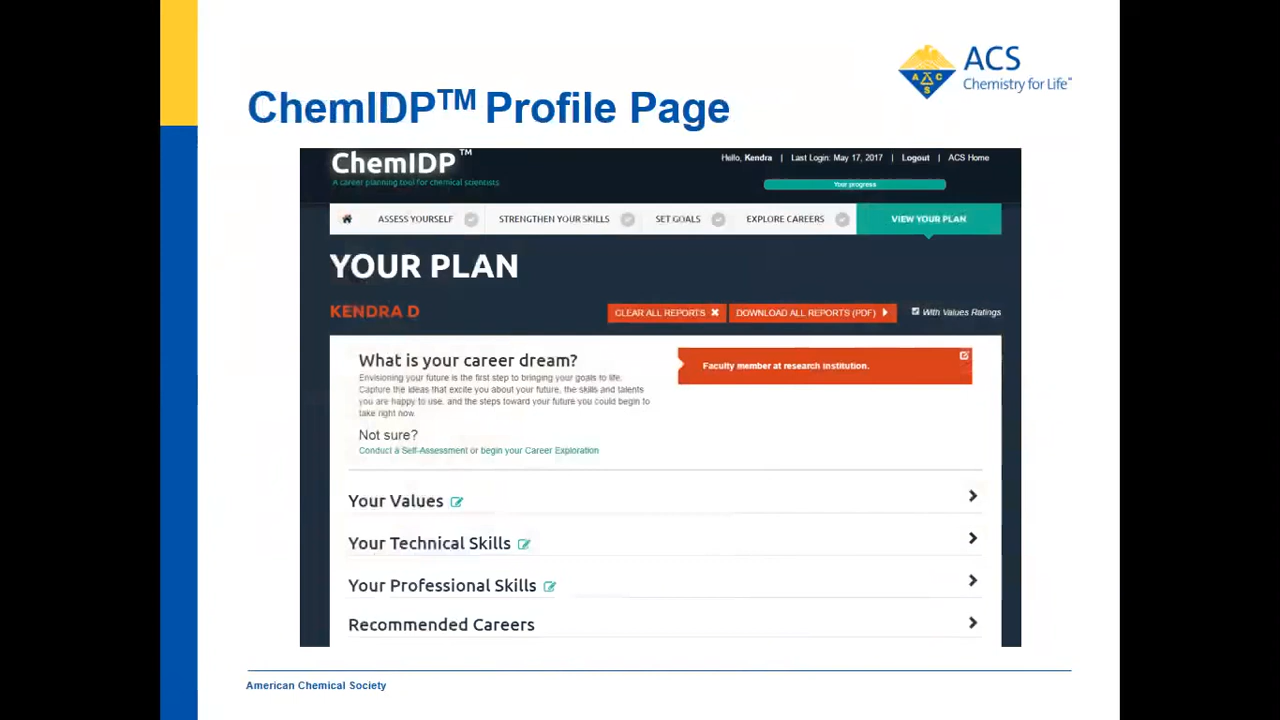 ACS
Chemistry for Life™
A C S
ChemIDP™ Profile Page
ChemIDP™
A career planning tool for chemical scientists
Hello, Kendra | Last Login: May 17, 2017 | Logout | ACS Home
Your progress
ASSESS YOURSELF STRENGTHEN YOUR SKILLS SET GOALS EXPLORE CAREERS VIEW YOUR PLAN
YOUR PLAN
KENDRA D
CLEAR ALL REPORTS ✖ DOWNLOAD ALL REPORTS (PDF) With Values Ratings
What is your career dream?
Envisioning your future is the first step to bringing your goals to life.
Capture the ideas that excite you about your future, the skills and talents
you are happy to use, and the steps toward your future you could begin to
take right now.
Faculty member at research institution.
Not sure?
Conduct a Self-Assessment or begin your Career Exploration
Your Values
Your Technical Skills
Your Professional Skills
Recommended Careers
American Chemical Society